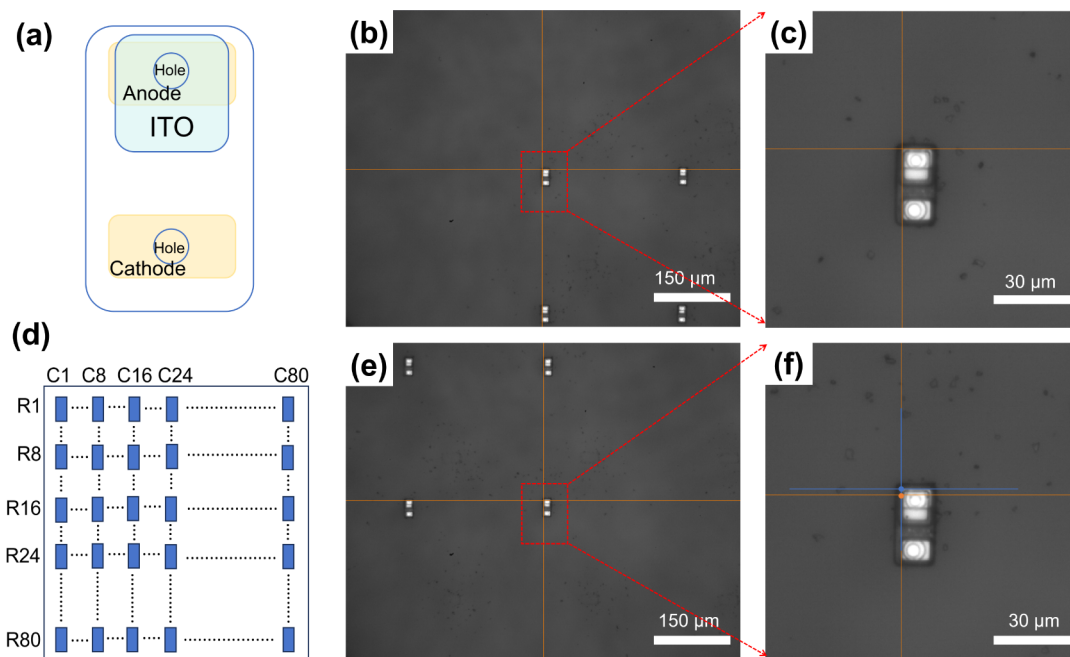 (a)
Hole
Anode
ITO
Hole
Cathode
(b)
150 µm
(c)
30 µm
(d)
C1 C8 C16 C24 C80
R1
R8
R16
R24
R80
(e)
150 µm
(f)
30 µm